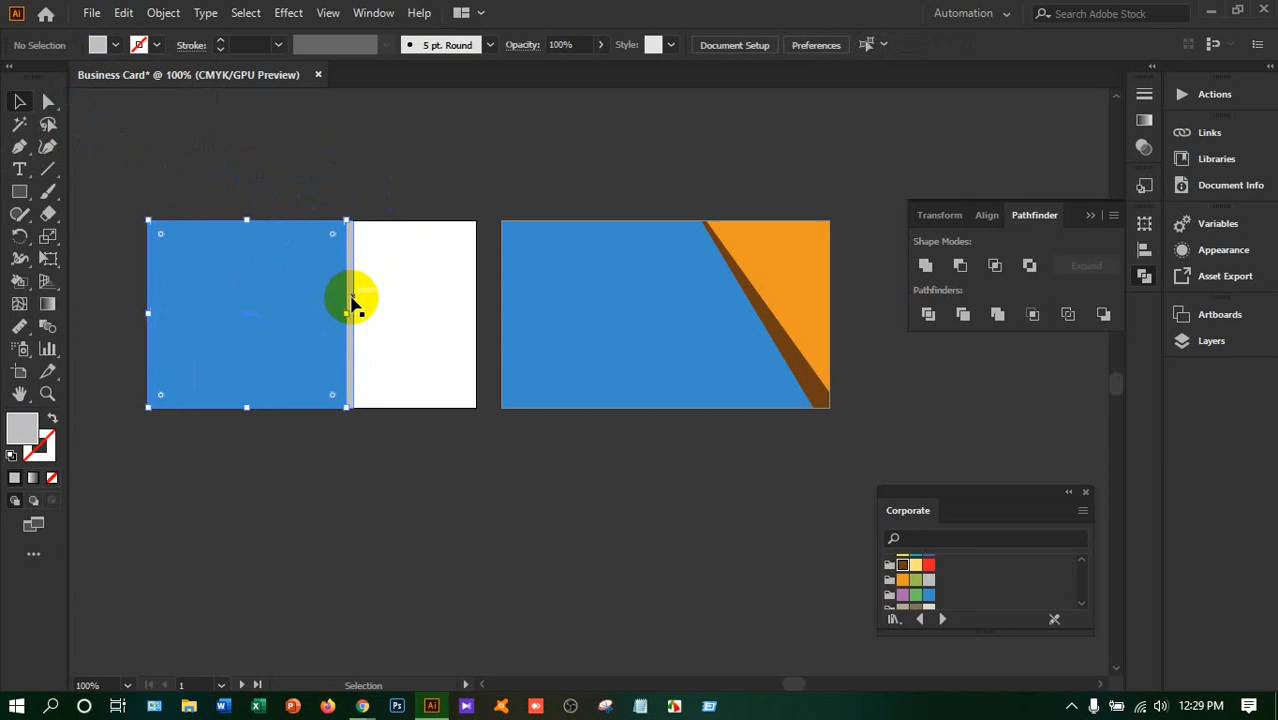 Ai File Edit Object Type Select Effect View Window Help Automation Search Adobe Stock
No Selection Stroke: 5 pt. Round Opacity: 100% Style: Document Setup Preferences
Business Card* @ 100% (CMYK/GPU Preview)
Actions
Links
Libraries
Document Info
Transform Align Pathfinder
Variables
Shape Modes:
Appearance
Expand
Asset Export
Pathfinders:
Artboards
Layers
Corporate
100% 1 Selection
12:29 PM